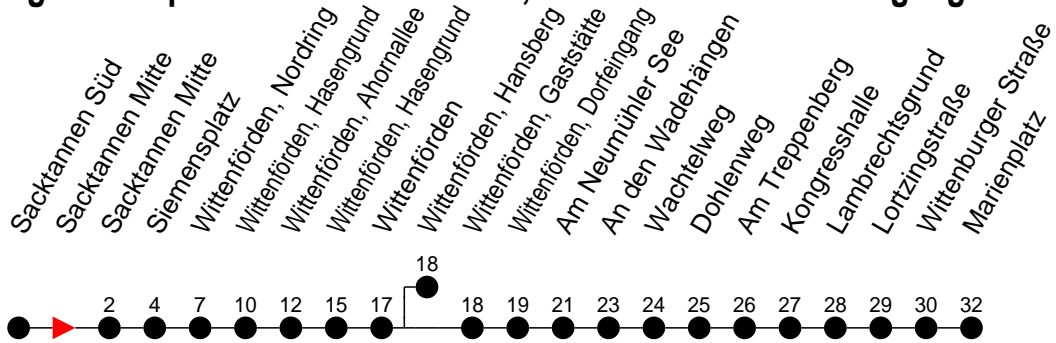 Sacktannen Süd
Sacktannen Mitte
Sacktannen Mitte
Siemensplatz
Wittenförden, Nordring
Wittenförden, Hasengrund
Wittenförden, Ahornallee
Wittenförden, Hasengrund
Wittenförden
Wittenförden, Hansberg
Wittenförden, Gaststätte
Wittenförden, Dorfeingang
Am Neumühler See
An den Wadehängen
Wachtelweg
Dohlenweg
Am Treppenberg
Kongresshalle
Lambrechtsgrund
Lortzingstraße
Wittenburger Straße
Marienplatz
18
2 4 7 10 12 15 17 18 19 21 23 24 25 26 27 28 29 30 32